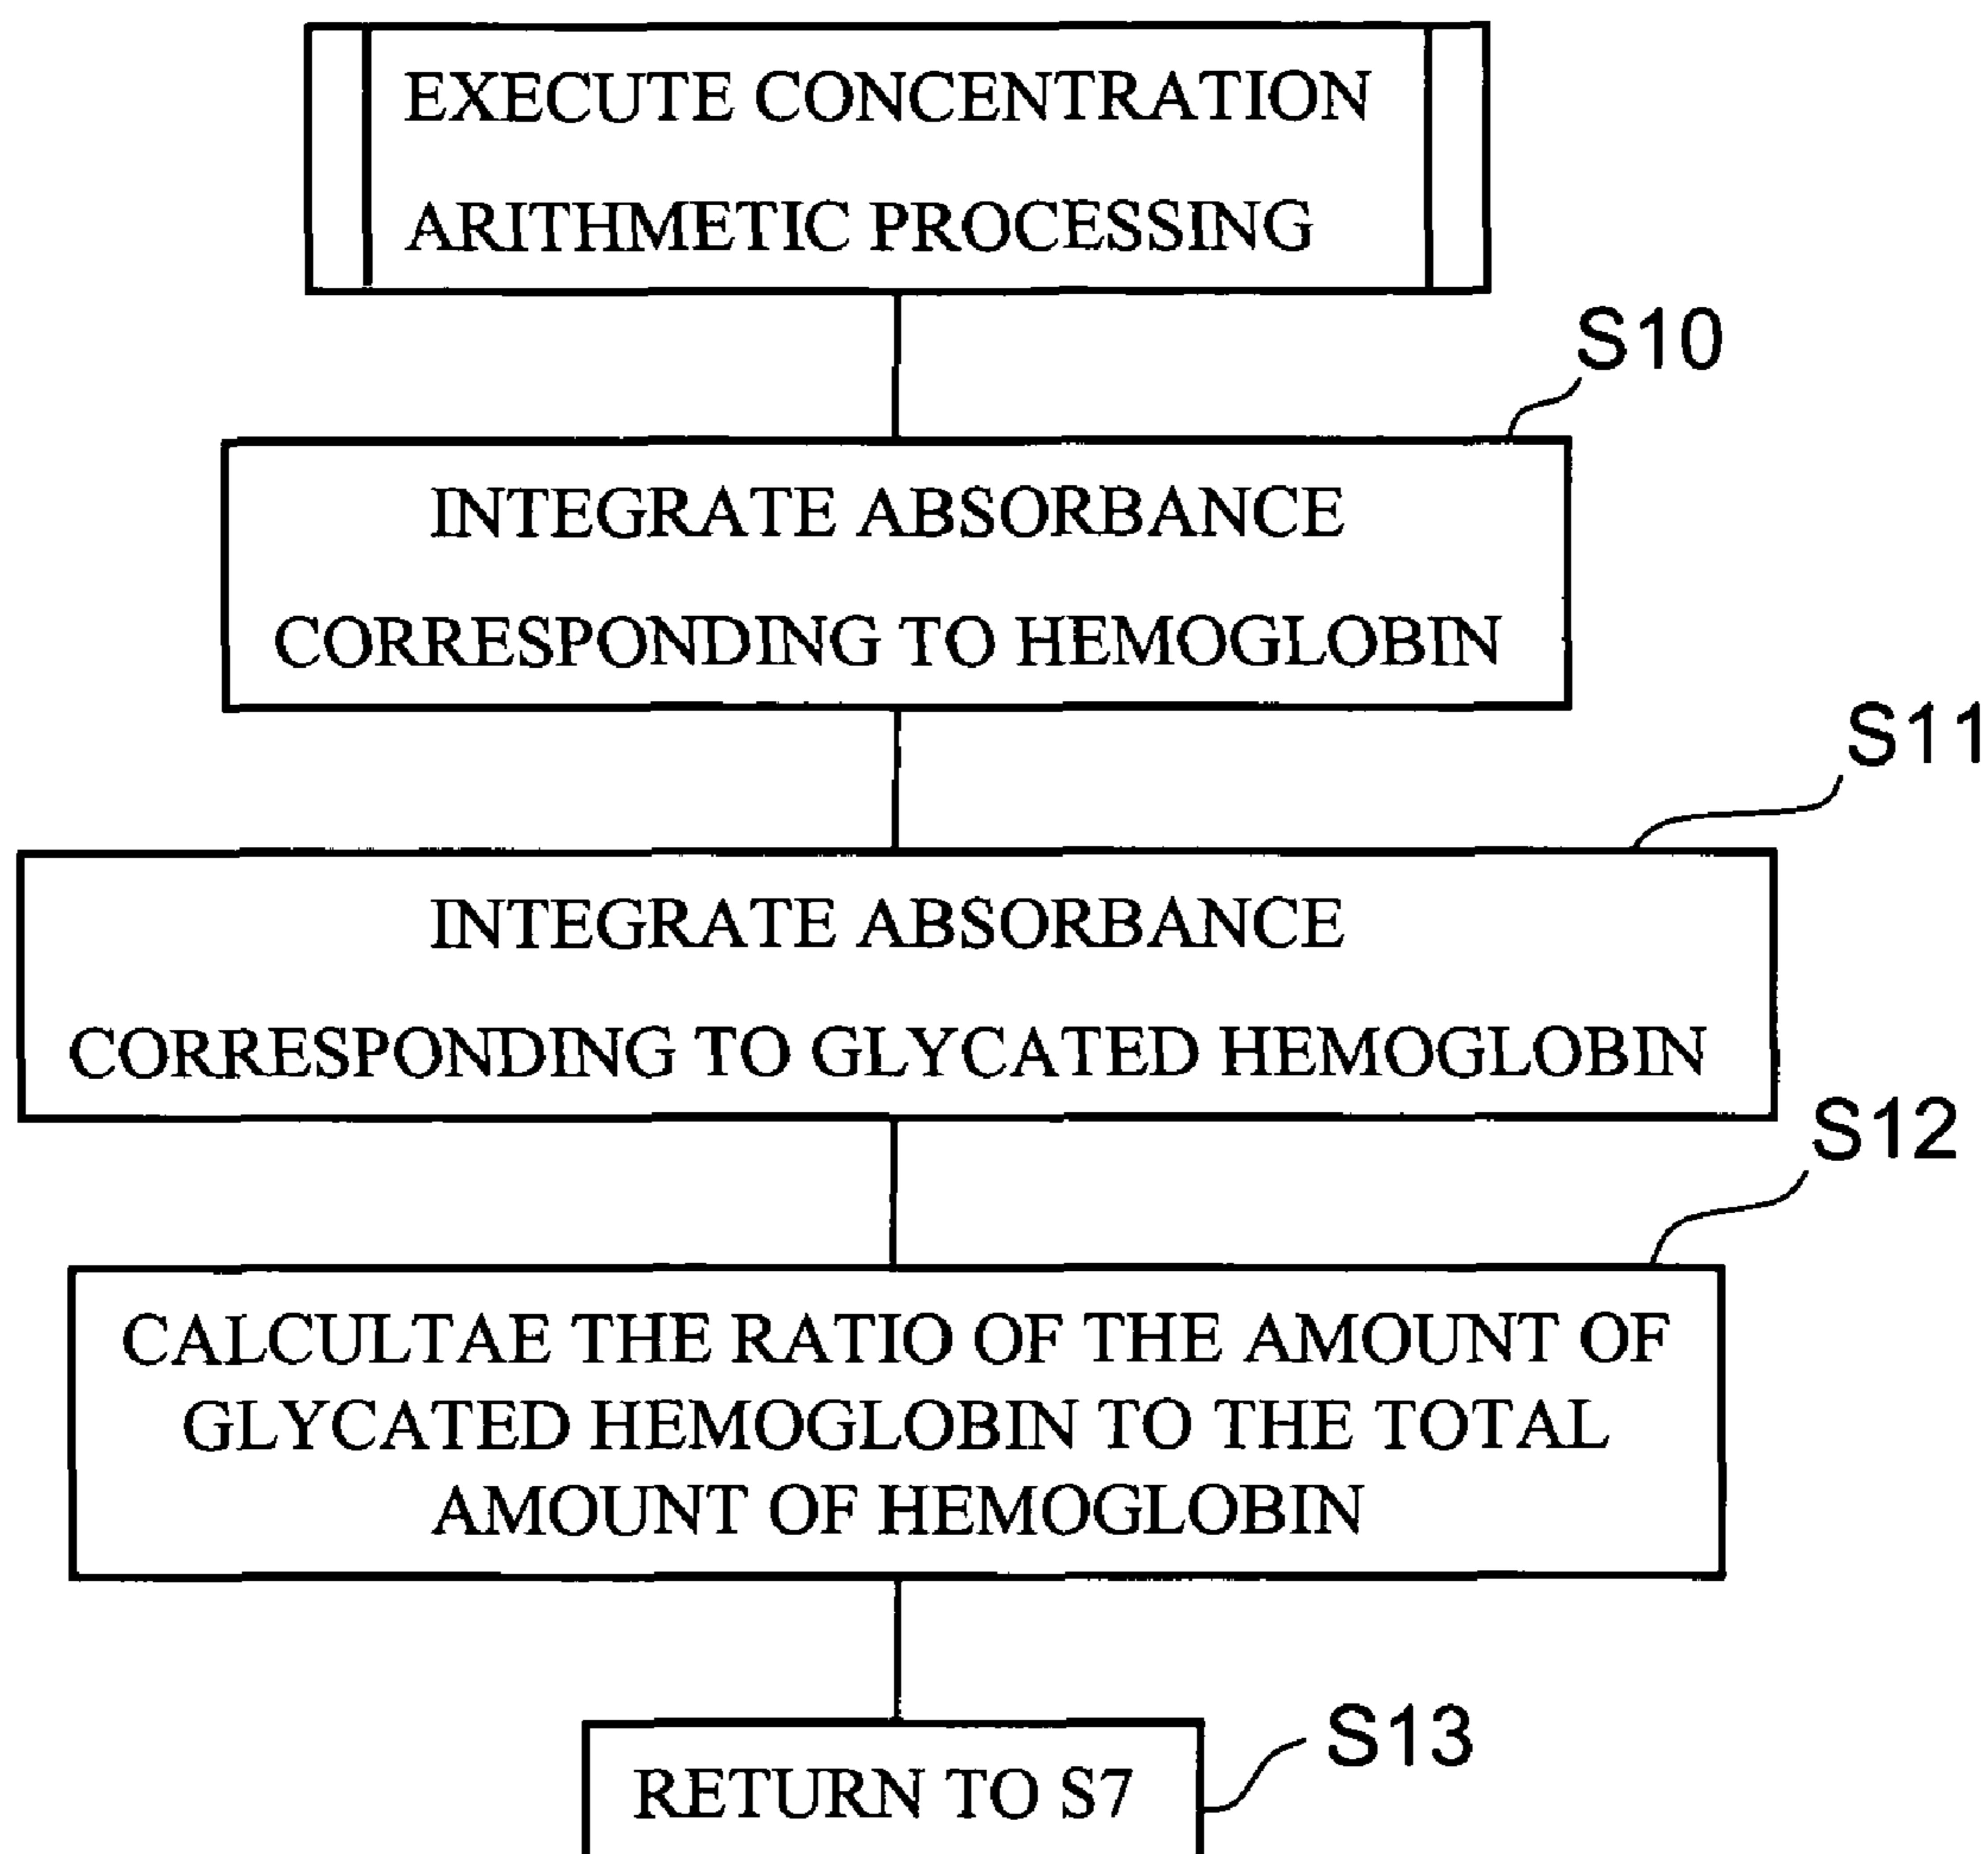 EXECUTE CONCENTRATION
ARITHMETIC PROCESSING
S10
INTEGRATE ABSORBANCE
CORRESPONDING TO HEMOGLOBIN
S11
INTEGRATE ABSORBANCE
CORRESPONDING TO GLYCATED HEMOGLOBIN
S12
CALCULTAE THE RATIO OF THE AMOUNT OF
GLYCATED HEMOGLOBIN TO THE TOTAL
AMOUNT OF HEMOGLOBIN
S13
RETURN TO S7